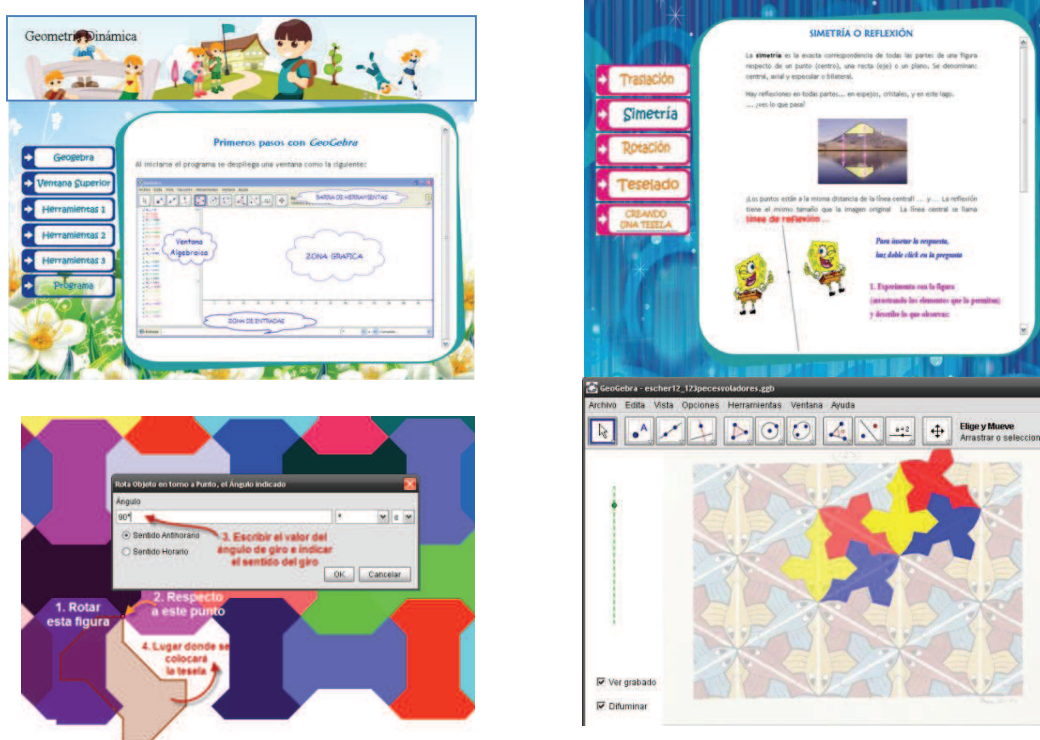 Geometría Dinámica
Primeros pasos con GeoGebra
Al iniciarse el programa se despliega una ventana como la siguiente:
Geogebra
Ventana Superior
Herramientas 1
Herramientas 2
Herramientas 3
Programa
BARRA DE HERRAMIENTAS
Ventana
Algebraica
ZONA GRAFICA
ZONA DE ENTRADAS
SIMETRÍA O REFLEXIÓN
La simetría es la exacta correspondencia de todas las partes de una figura
respecto de un punto (centro), una recta (eje) o un plano. Se denominan:
central, axial y especular o bilateral.
Hay reflexiones en todas partes... en espejos, cristales, y en este lago.
... ¡ves lo que pasa!
Traslación
Simetría
Rotación
Teselado
CREANDO
UNA TESELA
¡Los puntos están a la misma distancia de la línea central! ... y ... La reflexión
tiene el mismo tamaño que la imagen original La línea central se llama
línea de reflexión ...
Para insertar la respuesta,
haz doble click en la pregunta
1. Experimenta con la figura
(arrastrando los elementos que lo permitan)
y describe lo que observas:
Rota Objeto en torno a Punto, el Ángulo indicado
Ángulo
90°
Sentido Antihorario
Sentido Horario
3. Escribir el valor del
ángulo de giro e indicar
el sentido del giro
OK Cancelar
1. Rotar
esta figura
2. Respecto
a este punto
4. Lugar donde se
colocará
la tesela
GeoGebra - escher12_123pecesvoladores.ggb
Archivo Edita Vista Opciones Herramientas Ventana Ayuda
A
a=2
Elige y Mueve
Arrastrar o seleccion
Ver grabado
Difuminar